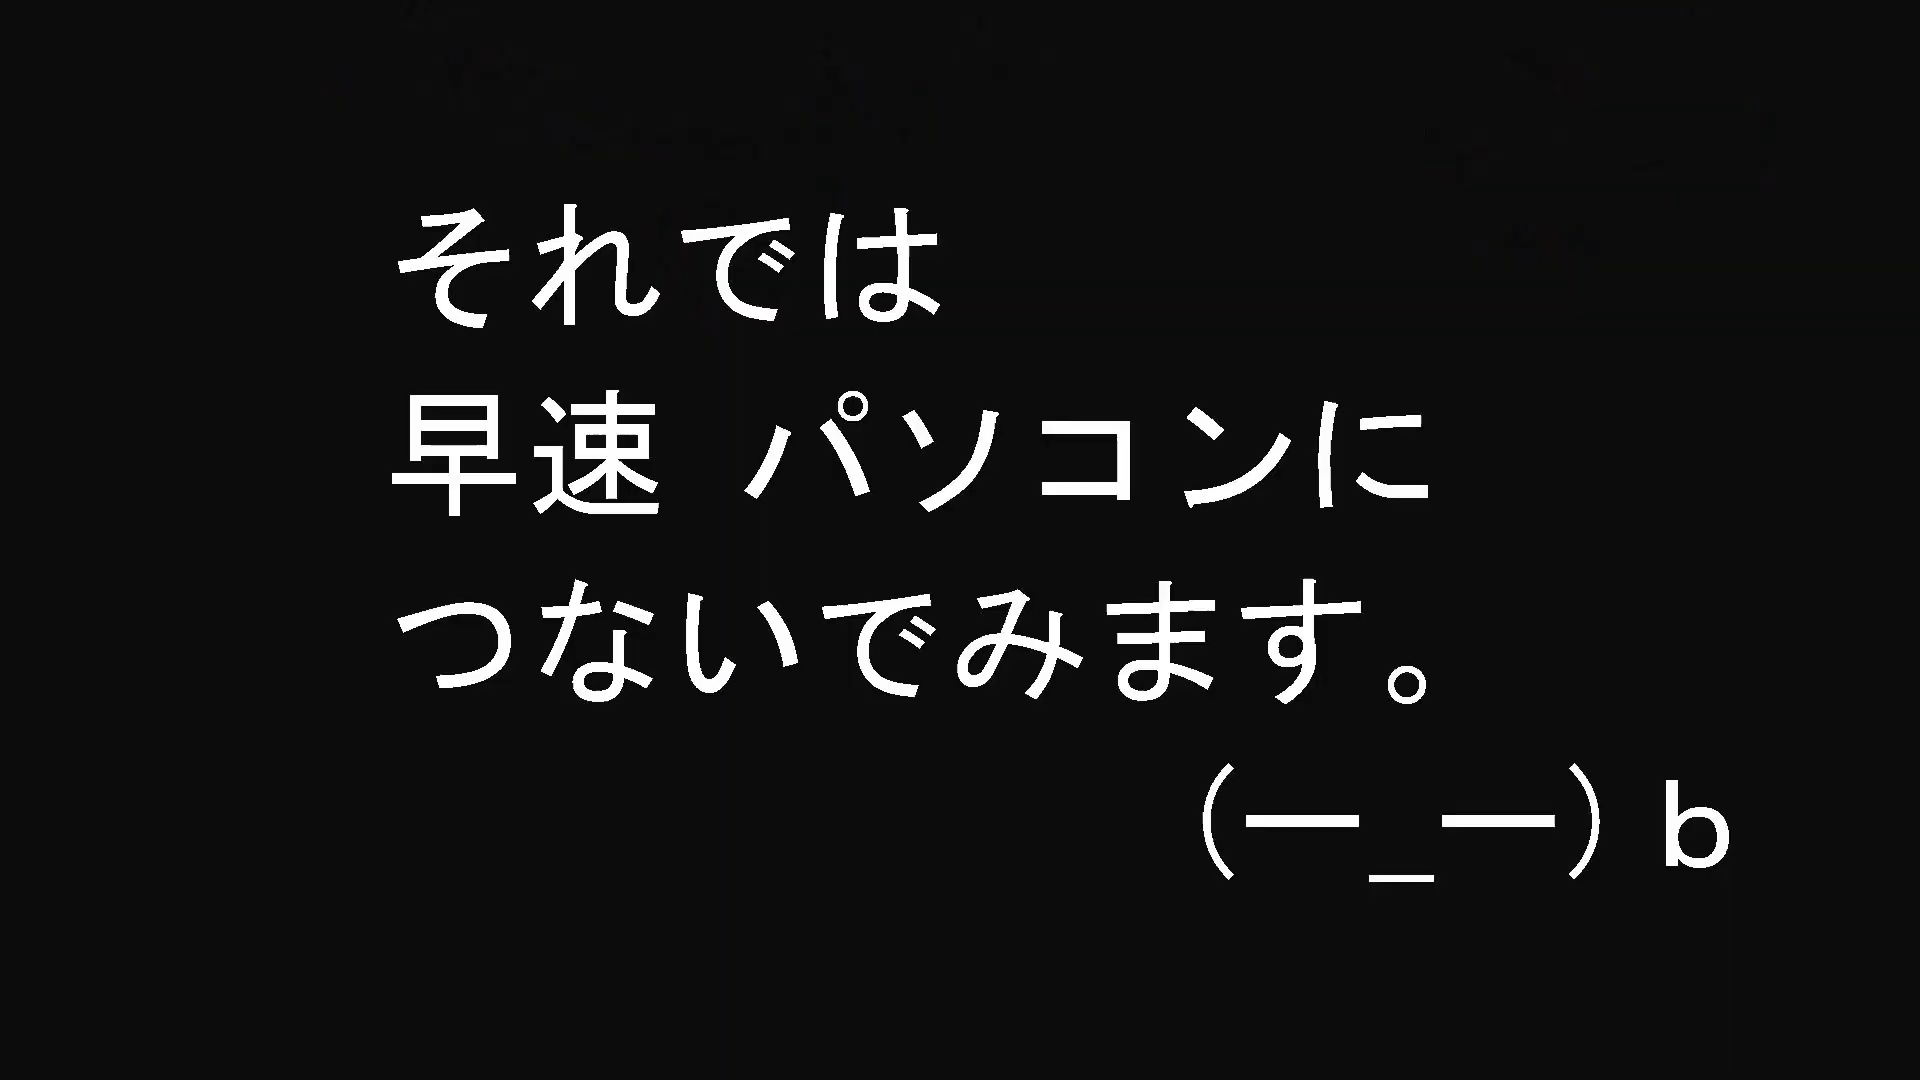 それでは
早速 パソコンに
つないでみます。
（―_―）ｂ